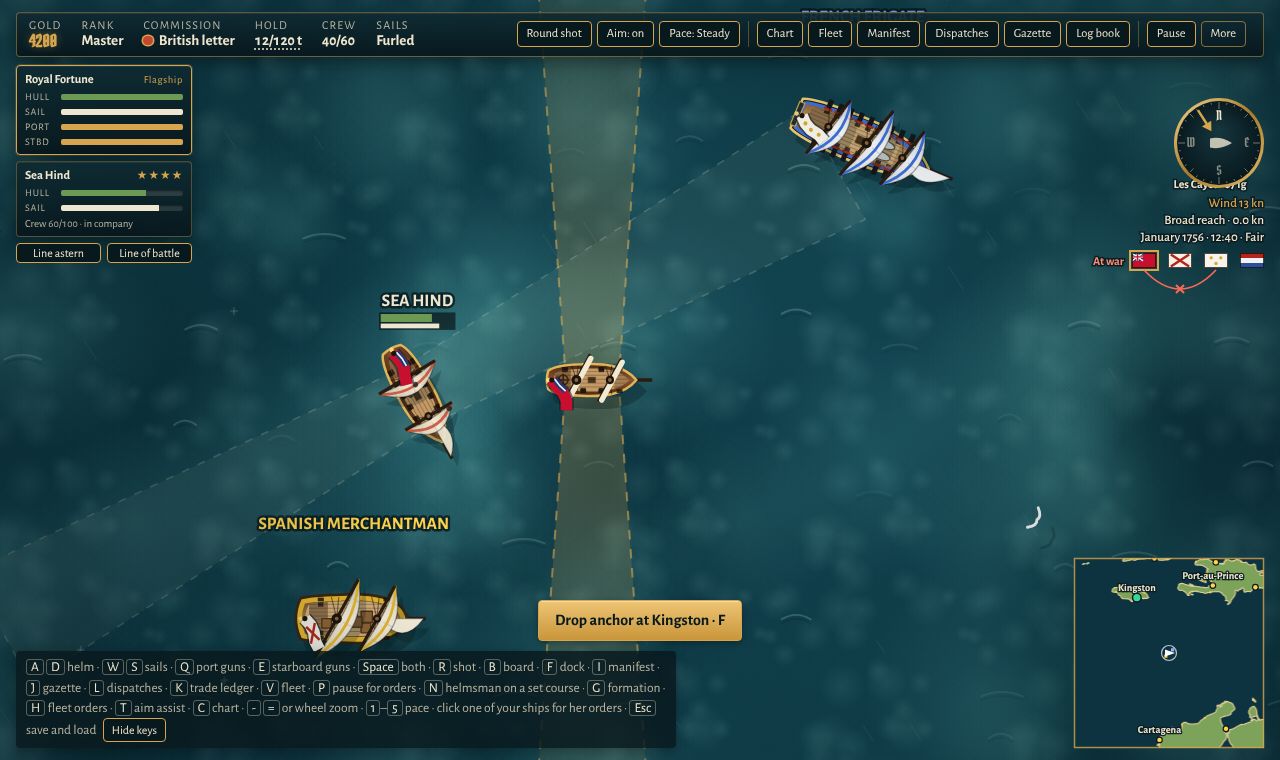 FRENCH FRIGATE
GOLD RANK COMMISSION HOLD CREW SAILS
4200 Master British letter 12/120 t 40/60 Furled
Round shot Aim: on Pace: Steady Chart Fleet Manifest Dispatches Gazette Log book Pause More
Royal Fortune Flagship
HULL
SAIL
PORT
STBD
Sea Hind ★★★★
HULL
SAIL
Crew 60/100 · in company
Line astern Line of battle
N
W E
S
Les Cayes
Wind 13 kn
Broad reach · 0.0 kn
January 1756 · 12:40 · Fair
At war
SEA HIND
SPANISH MERCHANTMAN
Drop anchor at Kingston · F
A D helm · W S sails · Q port guns · E starboard guns · Space both · R shot · B board · F dock · I manifest ·
J gazette · L dispatches · K trade ledger · V fleet · P pause for orders · N helmsman on a set course · G formation ·
H fleet orders · T aim assist · C chart · - = or wheel zoom · 1–5 pace · click one of your ships for her orders · Esc
save and load Hide keys
Port-au-Prince
Kingston
Cartagena